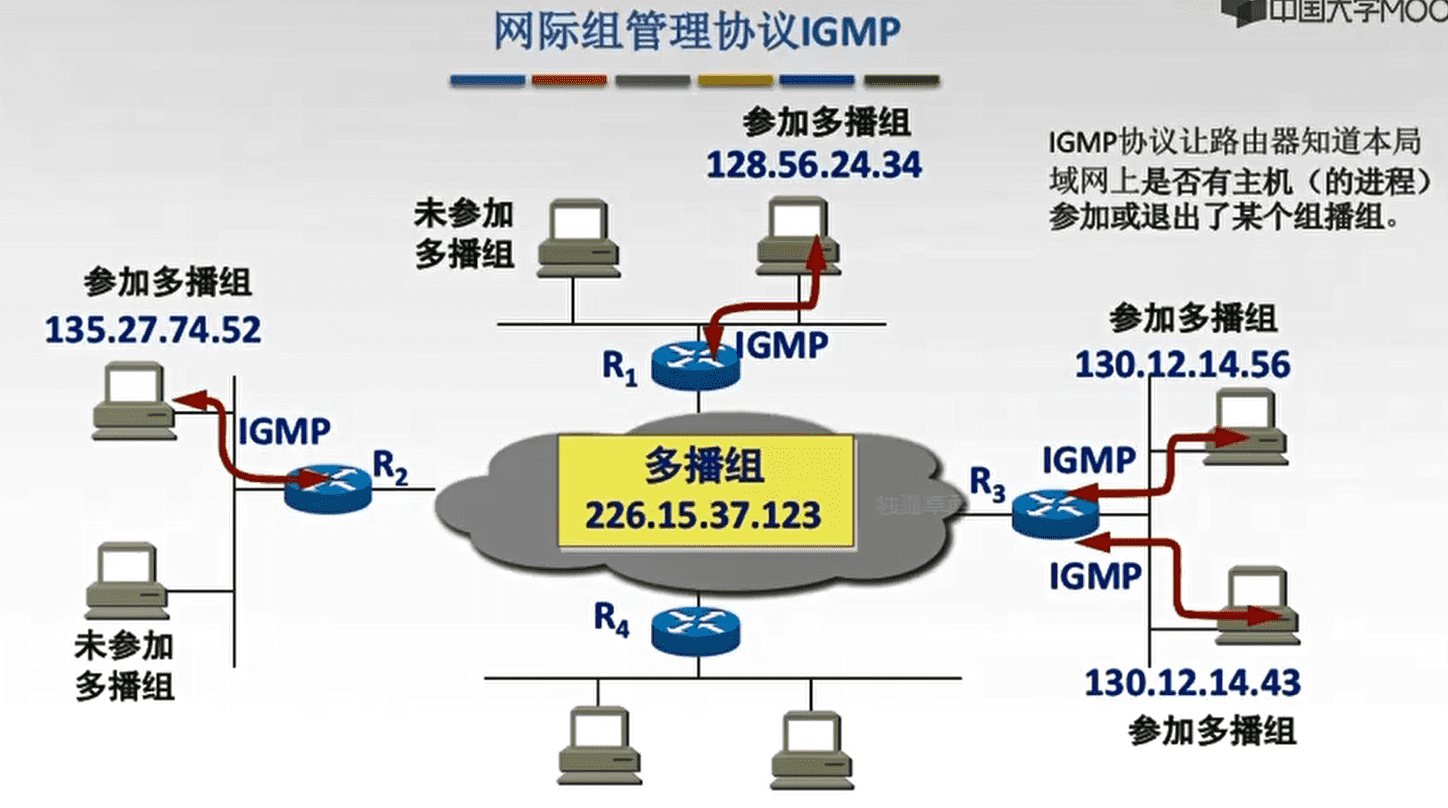 中国大学MOO
网际组管理协议IGMP
参加多播组
128.56.24.34
IGMP协议让路由器知道本局
域网上是否有主机（的进程）
参加或退出了某个组播组。
未参加
多播组
参加多播组
135.27.74.52
参加多播组
130.12.14.56
R1
IGMP
IGMP
R2
多播组
226.15.37.123
IGMP
R3
IGMP
R4
未参加
多播组
130.12.14.43
参加多播组